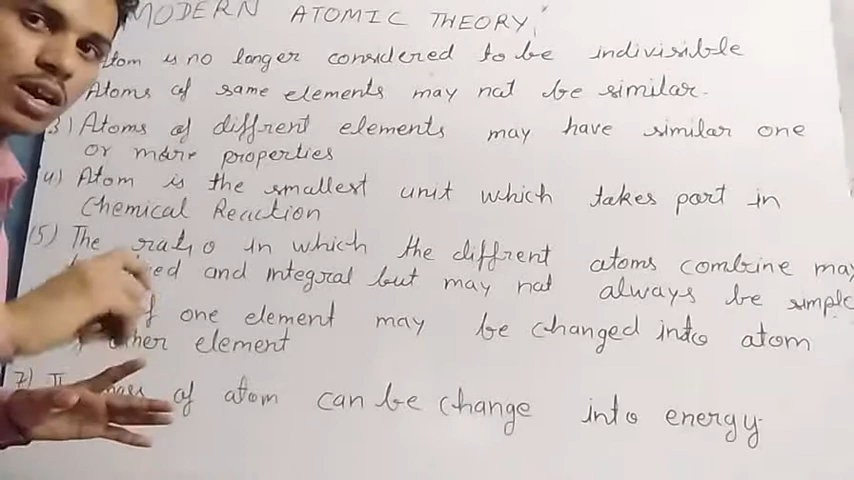 MODERN ATOMIC THEORY
Atom is no longer considered to be indivisible
Atoms of same elements may not be similar.
3) Atoms of diffrent elements may have similar one
or more properties
4) Atom is the smallest unit which takes part in
Chemical Reaction
(5) The ratio in which the diffrent atoms combine may
and integral but may not always be simple
of one element may be changed into atom
other element
7) mass of atom can be change into energy.